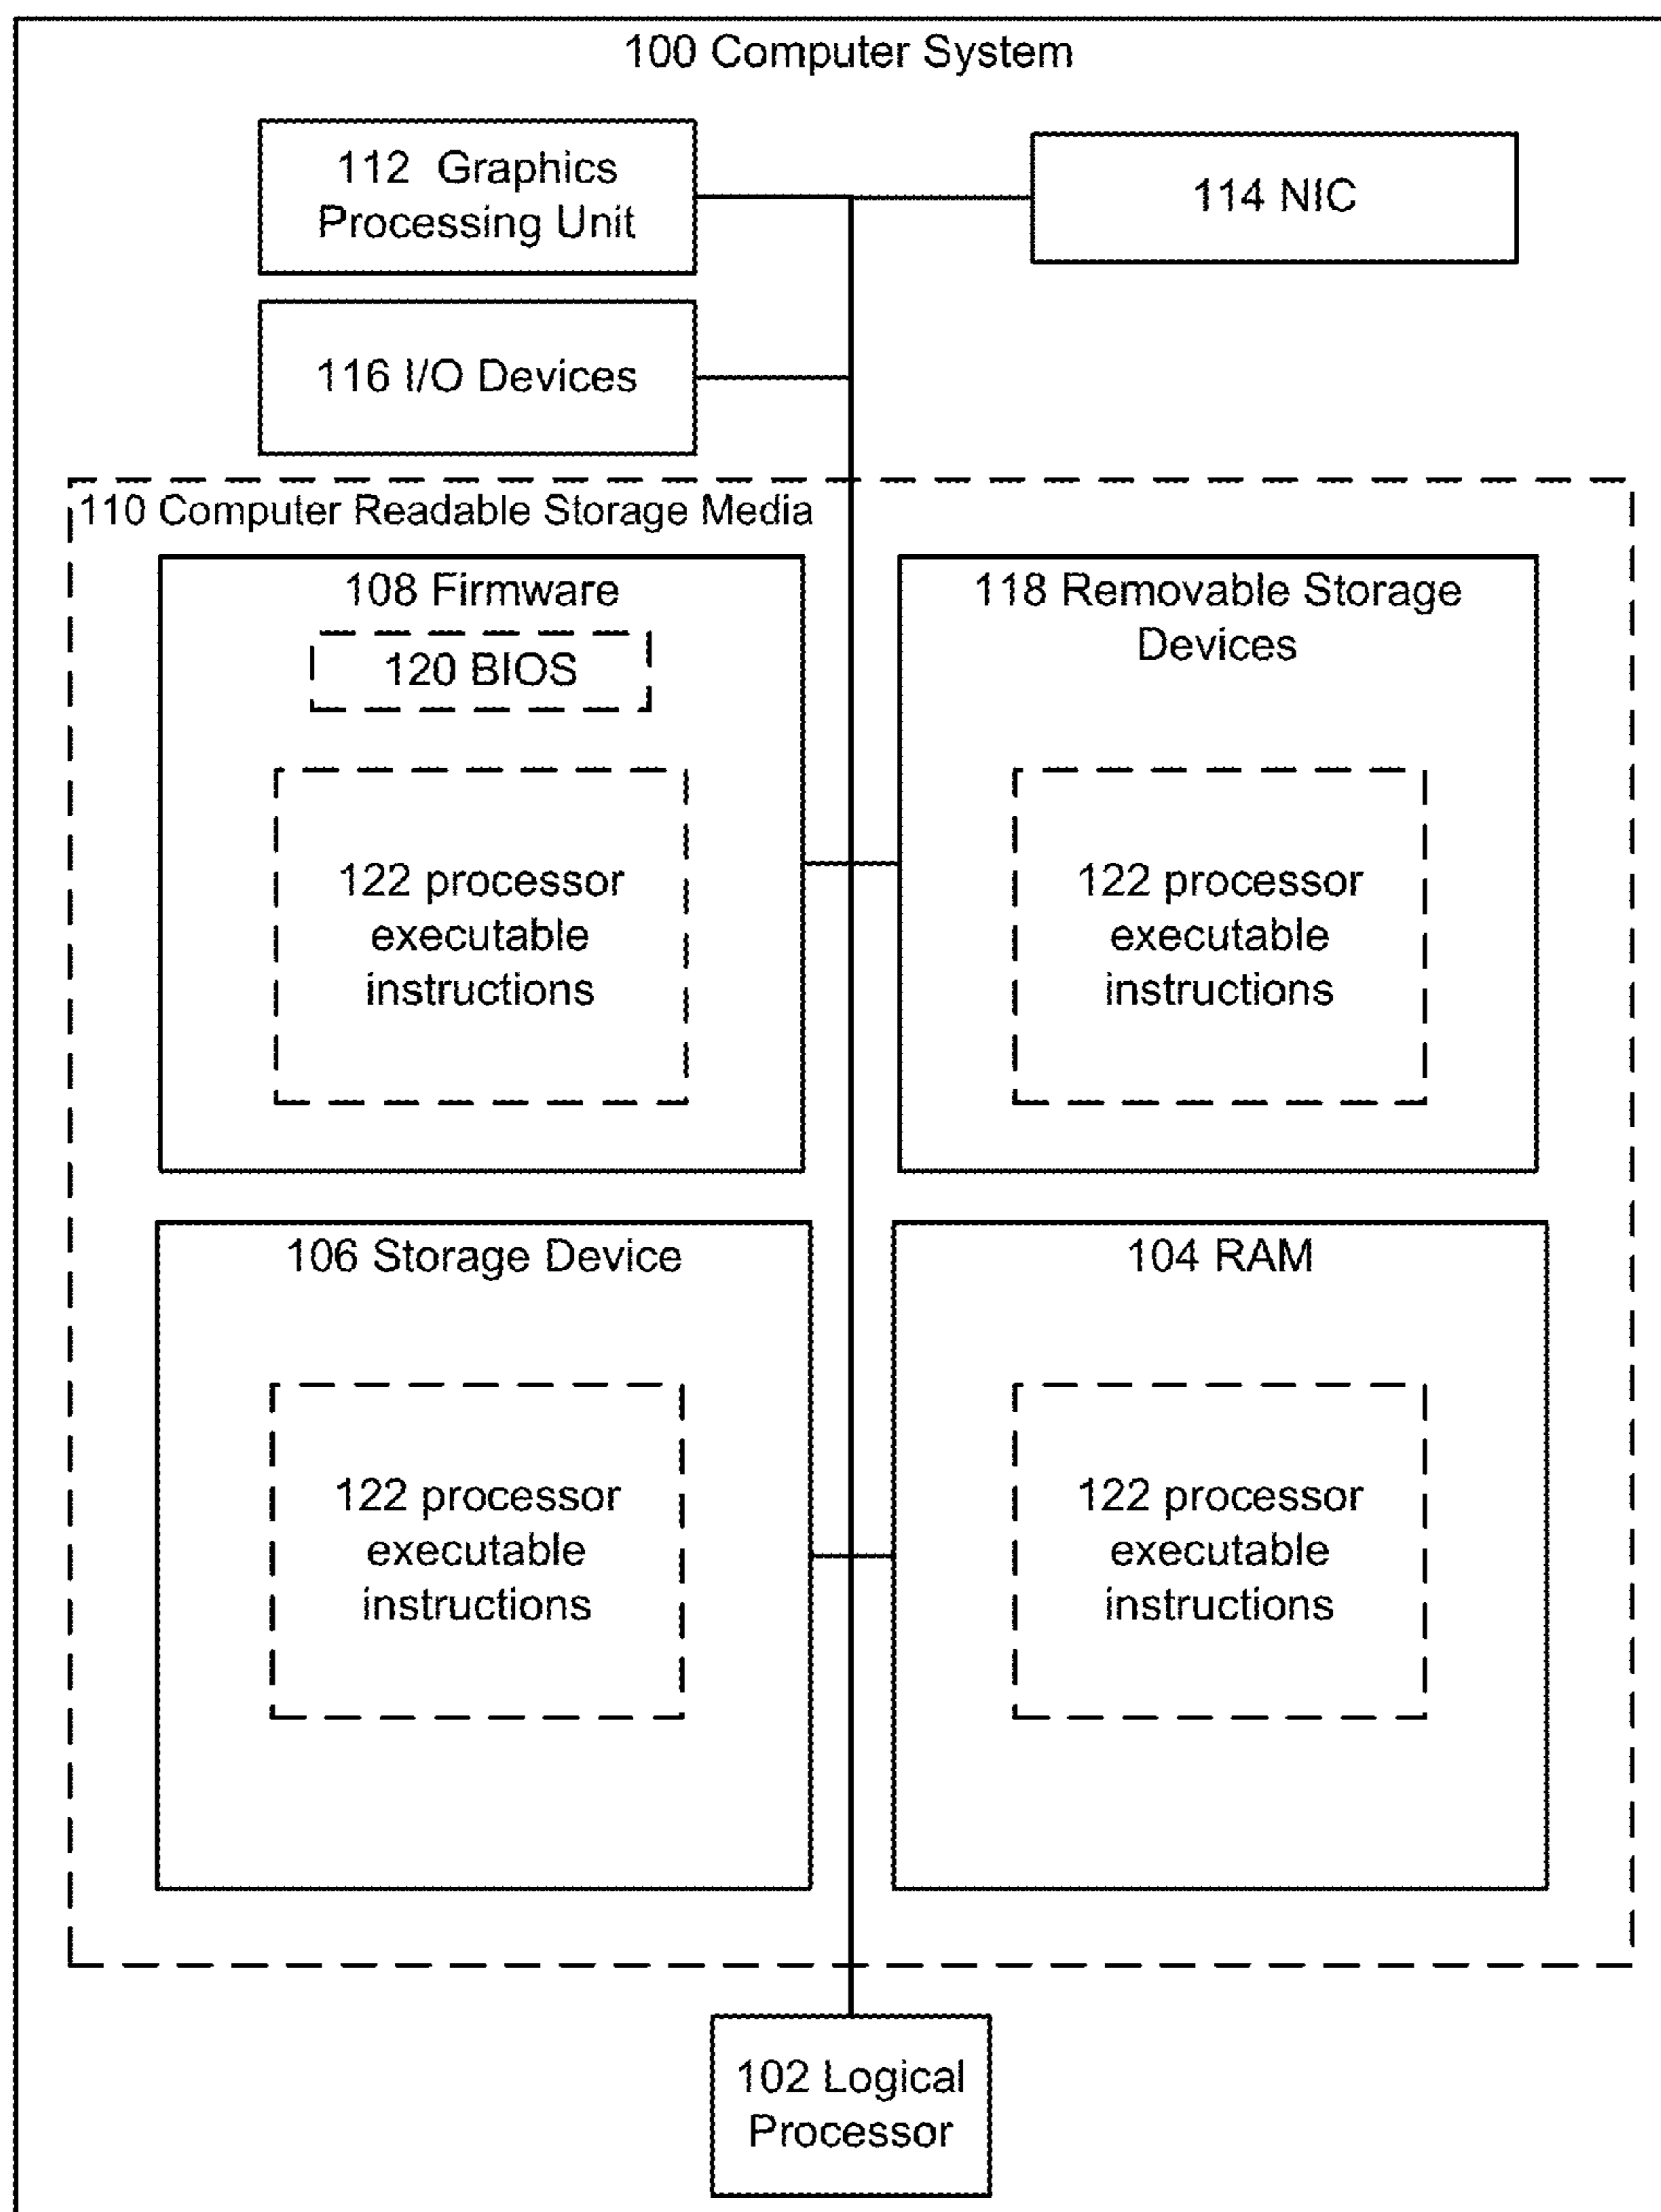 100 Computer System
112 Graphics
Processing Unit
114 NIC
116 I/O Devices
110 Computer Readable Storage Media
108 Firmware
120 BIOS
122 processor
executable
instructions
118 Removable Storage
Devices
122 processor
executable
instructions
106 Storage Device
122 processor
executable
instructions
104 RAM
122 processor
executable
instructions
102 Logical
Processor